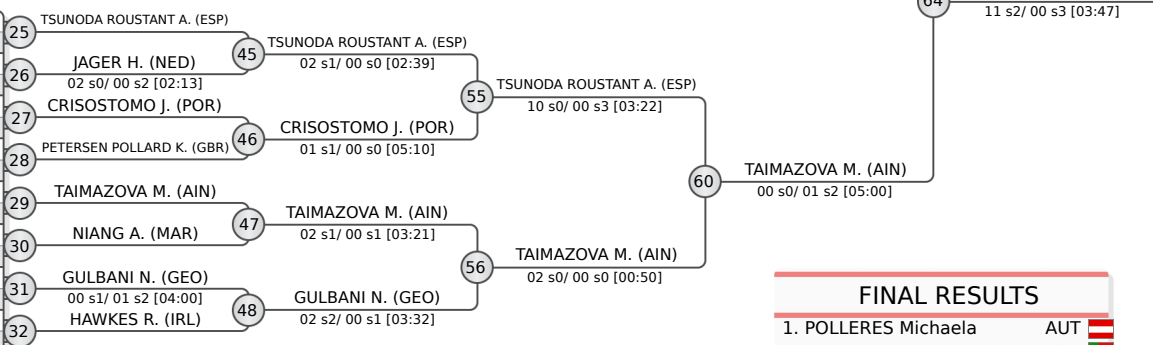 64
11 s2/ 00 s3 [03:47]
25
TSUNODA ROUSTANT A. (ESP)
26
JAGER H. (NED)
02 s0/ 00 s2 [02:13]
45
TSUNODA ROUSTANT A. (ESP)
02 s1/ 00 s0 [02:39]
27
CRISOSTOMO J. (POR)
28
PETERSEN POLLARD K. (GBR)
46
CRISOSTOMO J. (POR)
01 s1/ 00 s0 [05:10]
55
TSUNODA ROUSTANT A. (ESP)
10 s0/ 00 s3 [03:22]
29
TAIMAZOVA M. (AIN)
30
NIANG A. (MAR)
47
TAIMAZOVA M. (AIN)
02 s1/ 00 s1 [03:21]
31
GULBANI N. (GEO)
00 s1/ 01 s2 [04:00]
32
HAWKES R. (IRL)
48
GULBANI N. (GEO)
02 s2/ 00 s1 [03:32]
56
TAIMAZOVA M. (AIN)
02 s0/ 00 s0 [00:50]
60
TAIMAZOVA M. (AIN)
00 s0/ 01 s2 [05:00]
FINAL RESULTS
1. POLLERES Michaela AUT